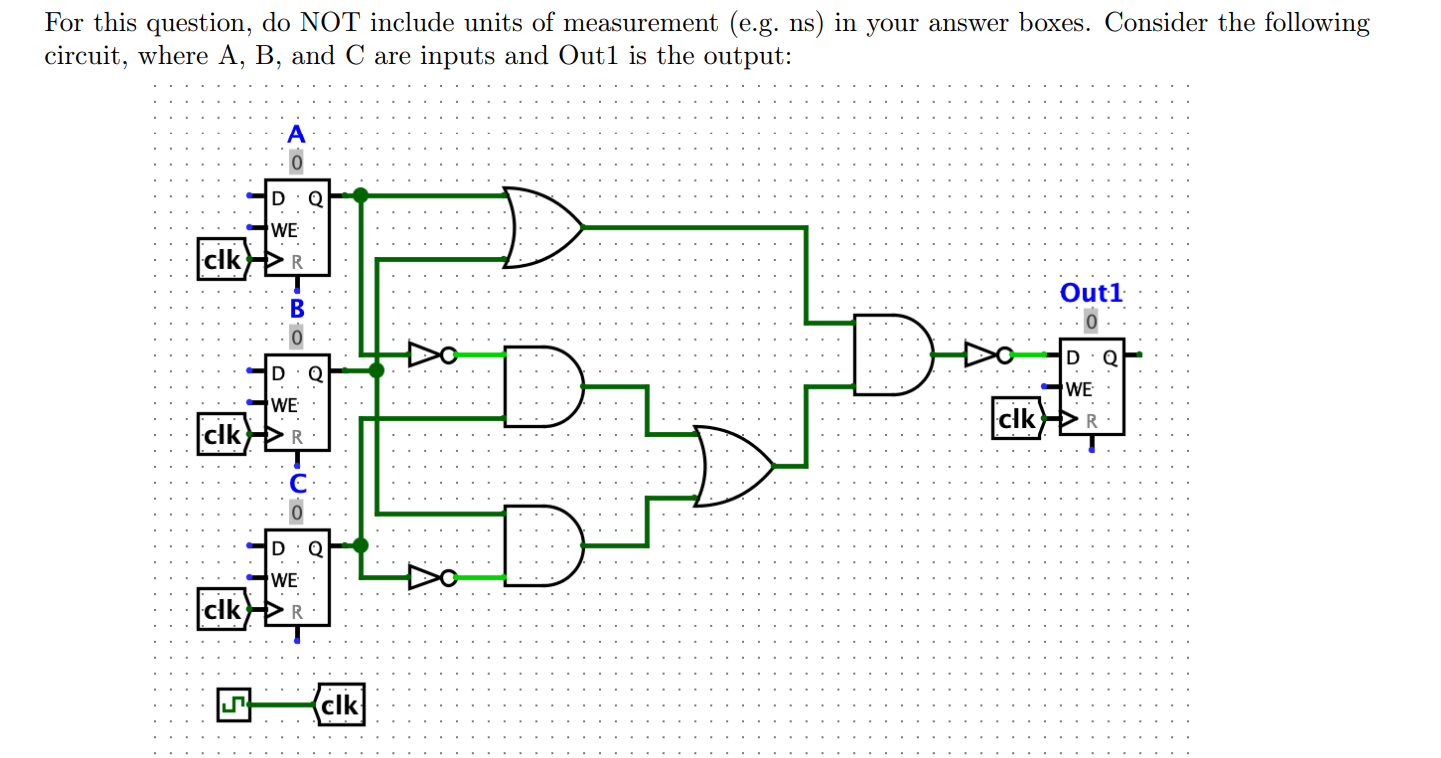 For this question, do NOT include units of measurement (e.g. ns) in your answer boxes. Consider the following
circuit, where A, B, and C are inputs and Out1 is the output:
A
0
D Q
WE
clk R
B
0
D Q
WE
clk R
C
0
D Q
WE
clk R
Out1
0
D Q
WE
clk R
clk